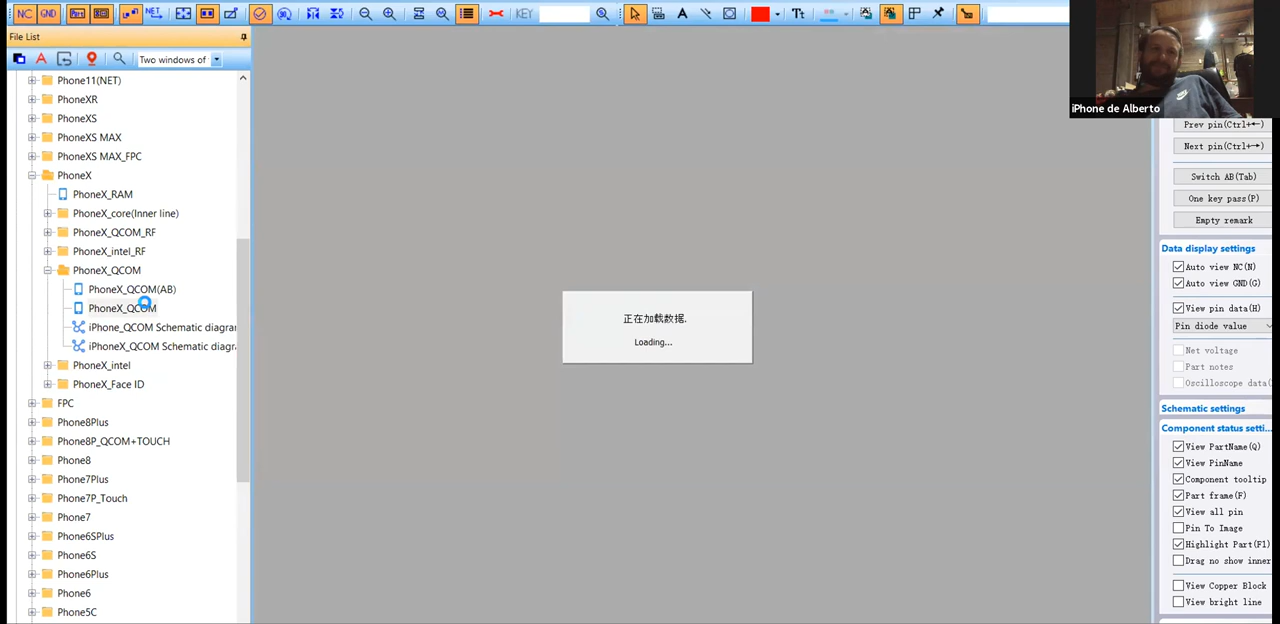 NC GND NET KEY A Tt
File List
A Two windows of
Phone11(NET)
PhoneXR
PhoneXS
PhoneXS MAX
PhoneXS MAX_FPC
PhoneX
PhoneX_RAM
PhoneX_core(Inner line)
PhoneX_QCOM_RF
PhoneX_intel_RF
PhoneX_QCOM
PhoneX_QCOM(AB)
PhoneX_QCOM
iPhone_QCOM Schematic diagra
iPhoneX_QCOM Schematic diagr
PhoneX_intel
PhoneX_Face ID
FPC
Phone8Plus
Phone8P_QCOM+TOUCH
Phone8
Phone7Plus
Phone7P_Touch
Phone7
Phone6SPlus
Phone6S
Phone6Plus
Phone6
Phone5C
正在加载数据.
Loading...
iPhone de Alberto
Prev pin(Ctrl+←)
Next pin(Ctrl+→)
Switch AB(Tab)
One key pass(P)
Empty remark
Data display settings
Auto view NC(N)
Auto view GND(G)
View pin data(H)
Pin diode value
Net voltage
Part notes
Oscilloscope data(
Schematic settings
Component status setti...
View PartName(Q)
View PinName
Component tooltip
Part frame(F)
View all pin
Pin To Image
Highlight Part(F1)
Drag no show inner
View Copper Block
View bright line